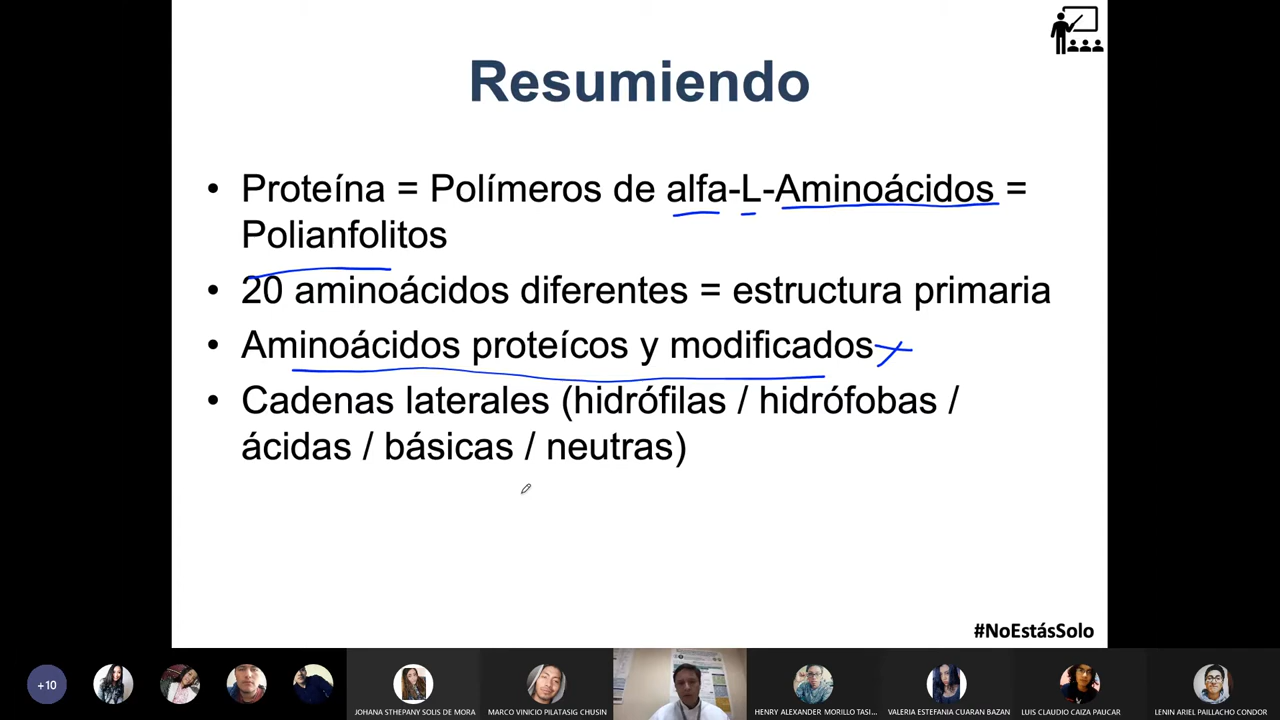 Resumiendo
• Proteína = Polímeros de alfa-L-Aminoácidos =
Polianfolitos
• 20 aminoácidos diferentes = estructura primaria
• Aminoácidos proteícos y modificados
• Cadenas laterales (hidrófilas / hidrófobas /
ácidas / básicas / neutras)
#NoEstásSolo
+10
JOHANA STHEPANY SOLIS DE MORA
MARCO VINICIO PILATASIG CHUSIN
HENRY ALEXANDER MORILLO TASI...
VALERIA ESTEFANIA CUARAN BAZAN
LUIS CLAUDIO CAIZA PAUCAR
LENIN ARIEL PAILLACHO CONDOR